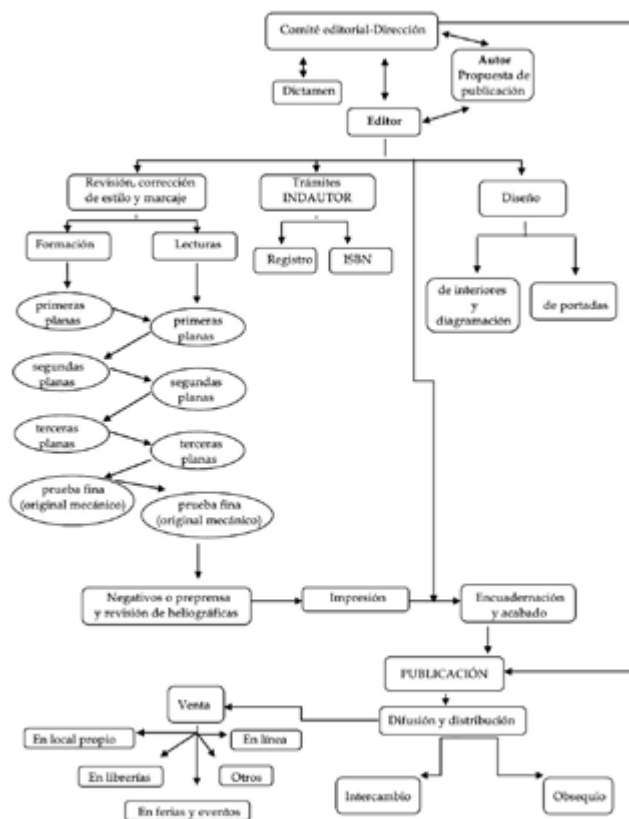 Comité editorial-Dirección
Autor
Propuesta de
publicación
Dictamen
Editor
Revisión, corrección
de estilo y marcaje
Trámites
INDAUTOR
Diseño
Formación
Lecturas
Registro
ISBN
de interiores
y
diagramación
de portadas
primeras
planas
primeras
planas
segundas
planas
segundas
planas
terceras
planas
terceras
planas
prueba fina
(original mecánico)
prueba fina
(original mecánico)
Negativos o preprensa
y revisión de heliográficas
Impresión
Encuadernación
y acabado
PUBLICACIÓN
Venta
Difusión y distribución
En local propio
En línea
En librerías
Otros
En ferias y eventos
Intercambio
Obsequio